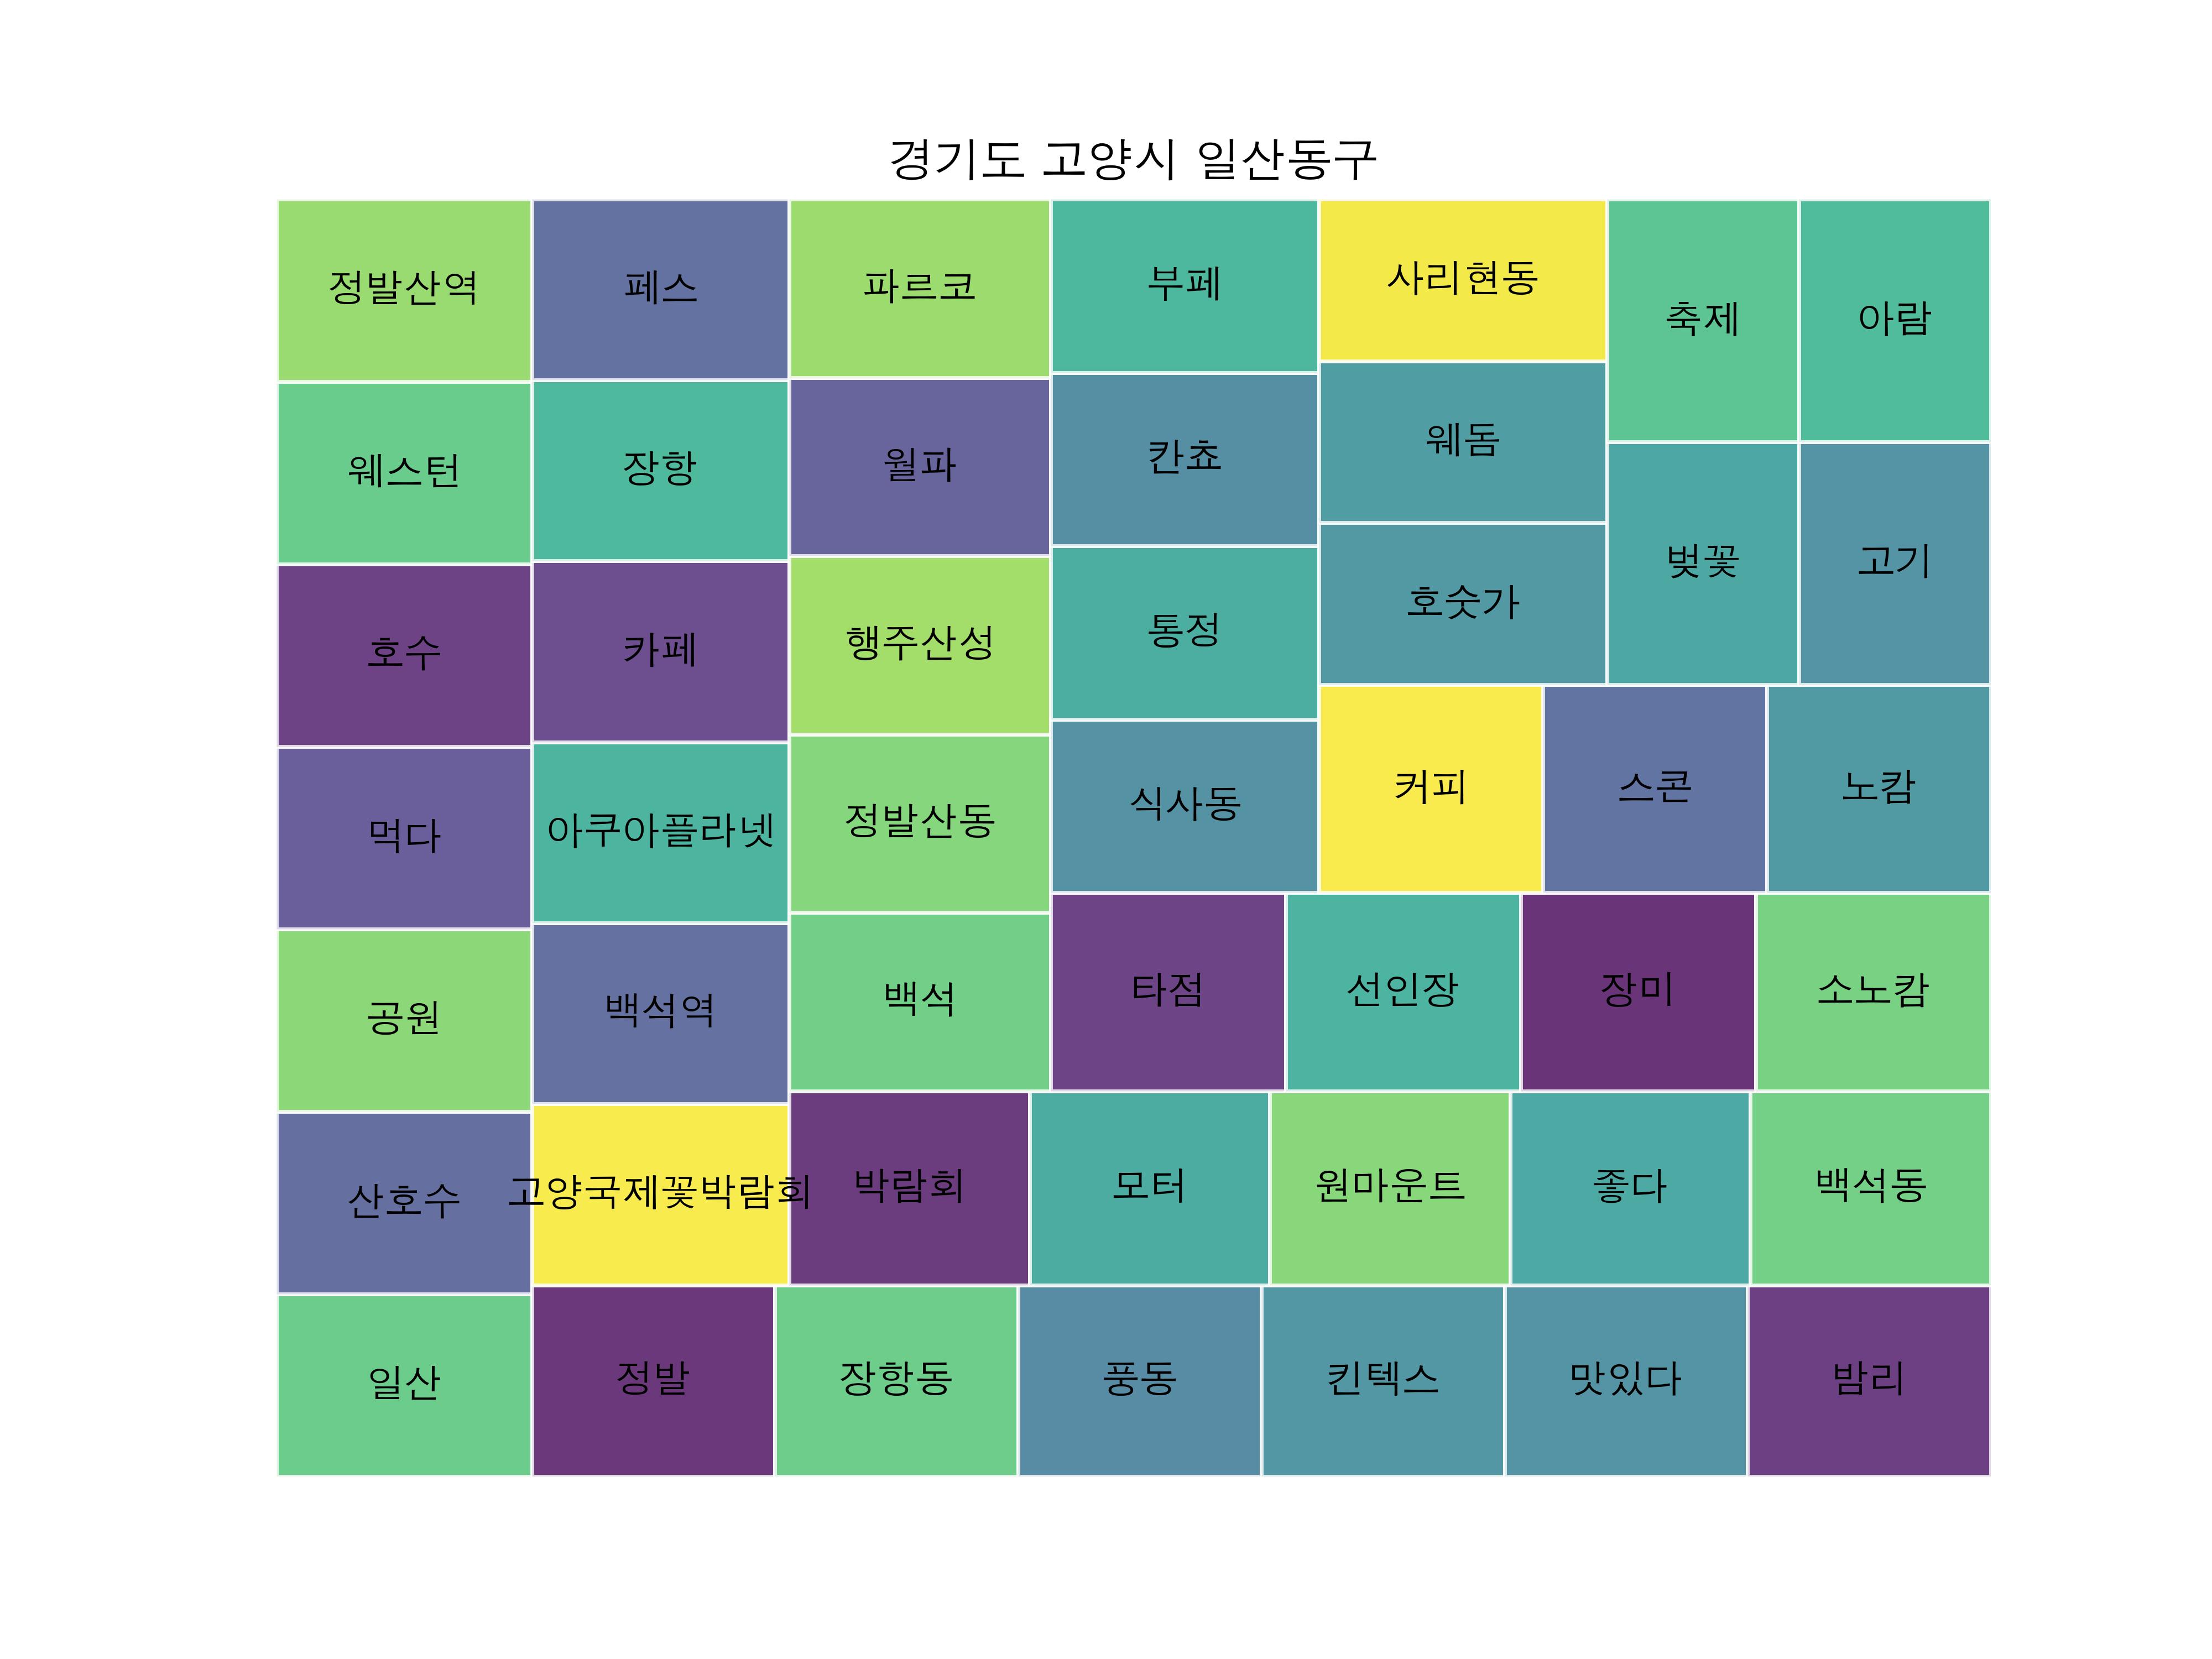 경기도 고양시 일산동구
정발산역
페스
파르코
부페
사리현동
축제
아람
웨스턴
장항
월파
칸쵸
웨돔
벚꽃
고기
호수
카페
행주산성
통정
호숫가
먹다
아쿠아플라넷
정발산동
식사동
커피
스콘
노캄
공원
백석역
백석
타점
선인장
장미
소노캄
산호수
고양국제꽃박람회
박람회
모터
원마운트
좋다
백석동
일산
정발
장항동
풍동
킨텍스
맛있다
밤리